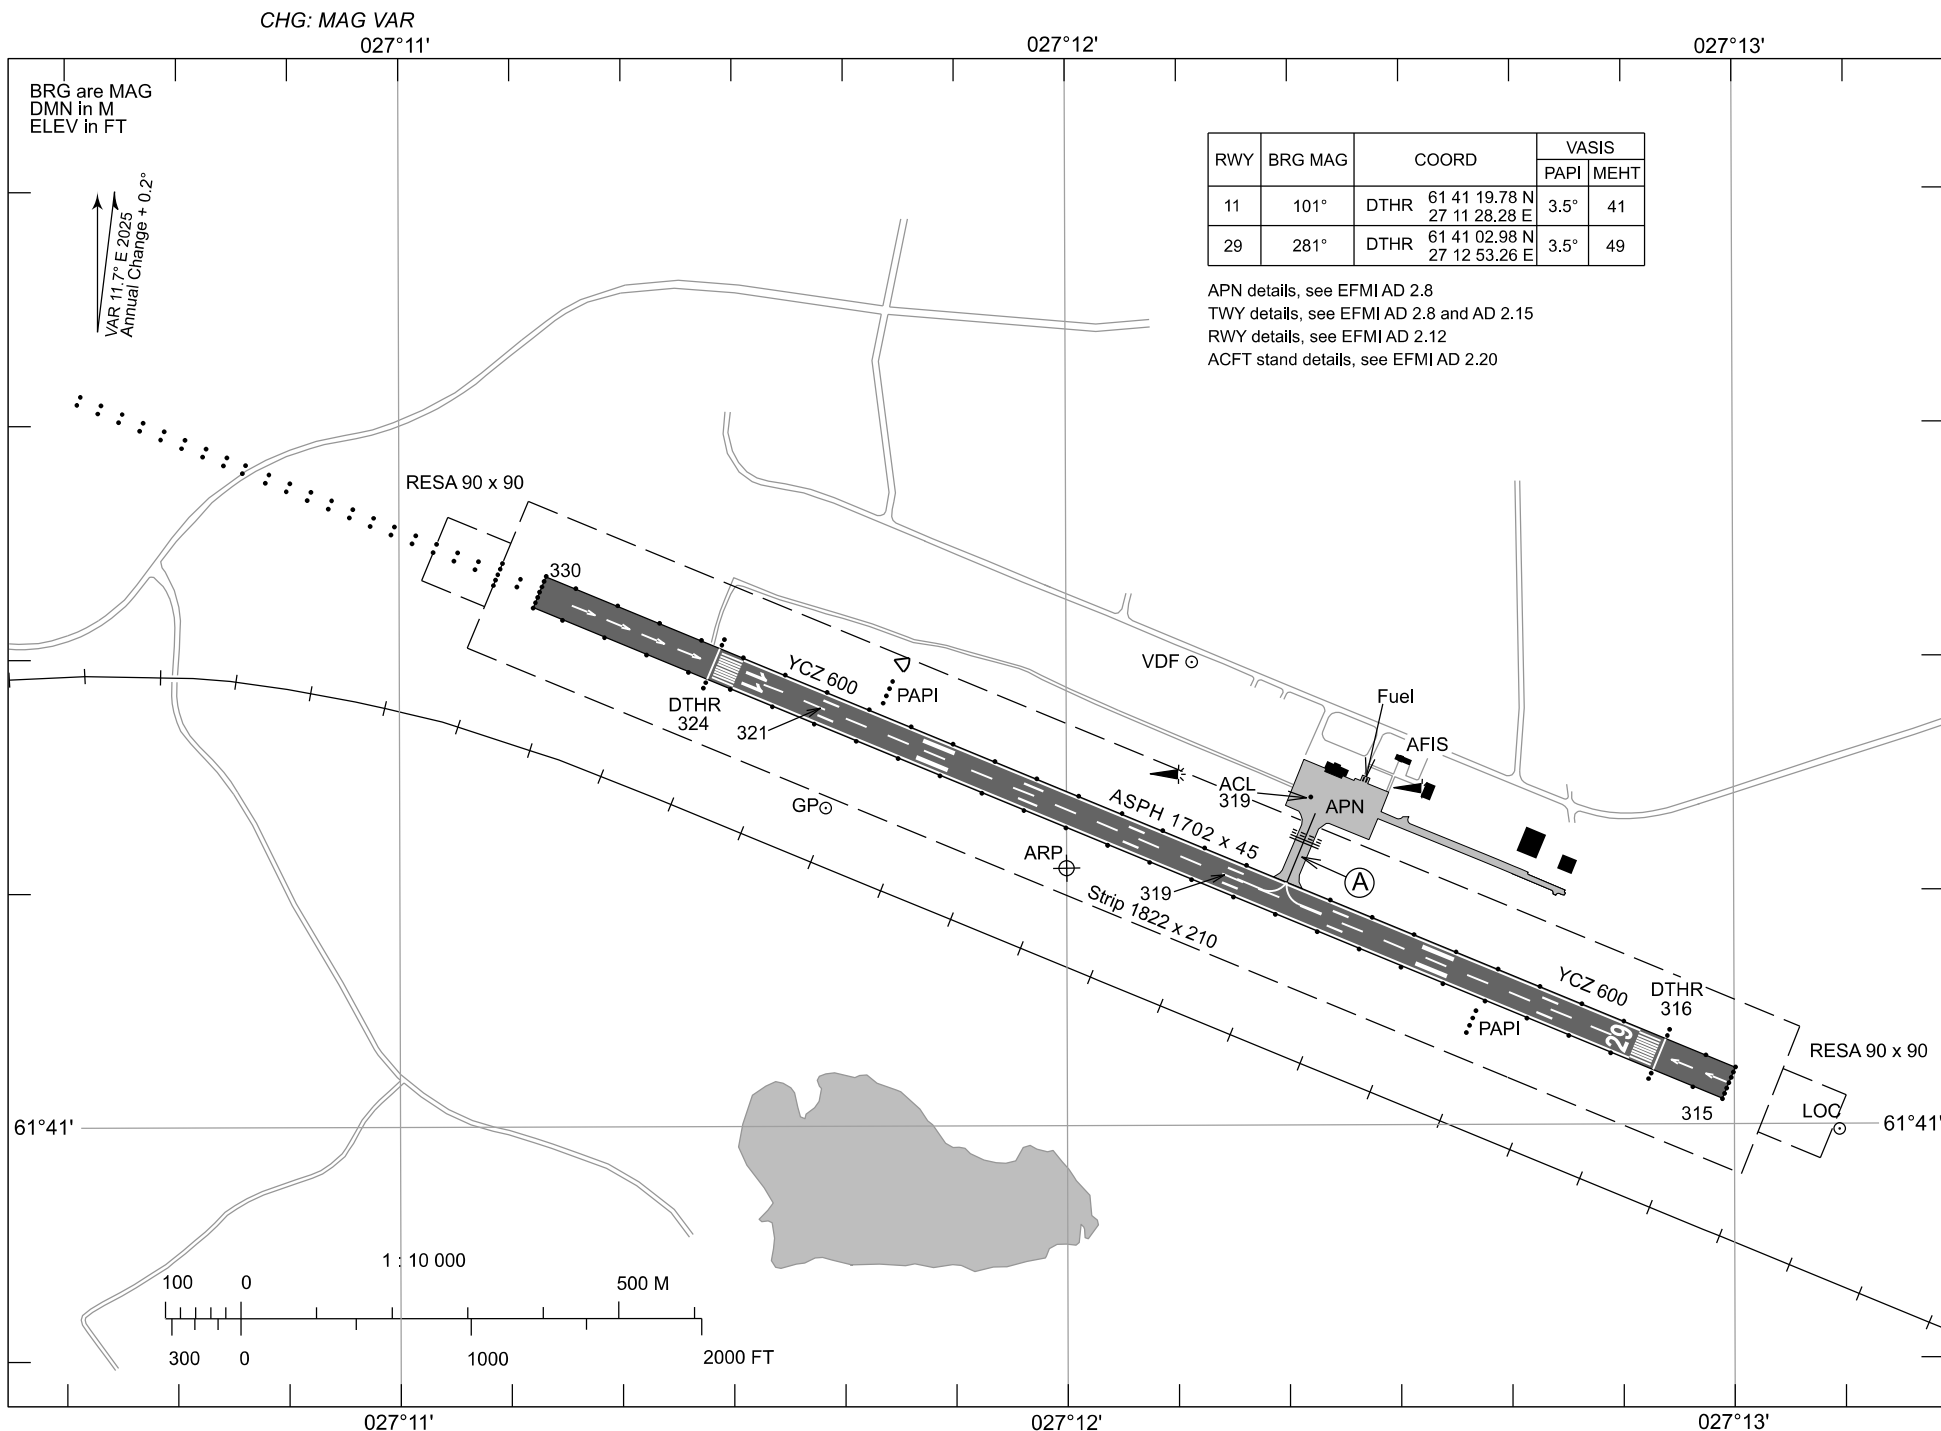 CHG: MAG VAR
027°11'
027°12'
027°13'
BRG are MAG
DMN in M
ELEV in FT
VAR 11.7° E 2025
Annual Change + 0.2°
RWY BRG MAG COORD VASIS
PAPI MEHT
11 101° DTHR 61 41 19.78 N 3.5° 41
27 11 28.28 E
29 281° DTHR 61 41 02.98 N 3.5° 49
27 12 53.26 E
APN details, see EFMI AD 2.8
TWY details, see EFMI AD 2.8 and AD 2.15
RWY details, see EFMI AD 2.12
ACFT stand details, see EFMI AD 2.20
RESA 90 x 90
330
YCZ 600
PAPI
VDF
DTHR
324
321
11
Fuel
AFIS
ACL
319
APN
GP
ASPH 1702 x 45
ARP
A
319
Strip 1822 x 210
YCZ 600
DTHR
316
PAPI
29
RESA 90 x 90
315
LOC
61°41'
61°41'
1 : 10 000
100 0 500 M
300 0 1000 2000 FT
027°11'
027°12'
027°13'